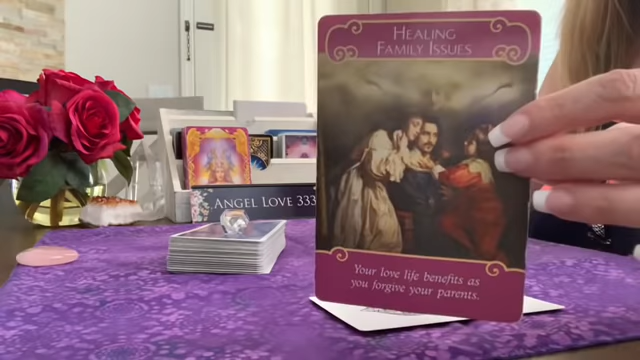 HEALING
FAMILY ISSUES
ANGEL LOVE 333
Your love life benefits as
you forgive your parents.